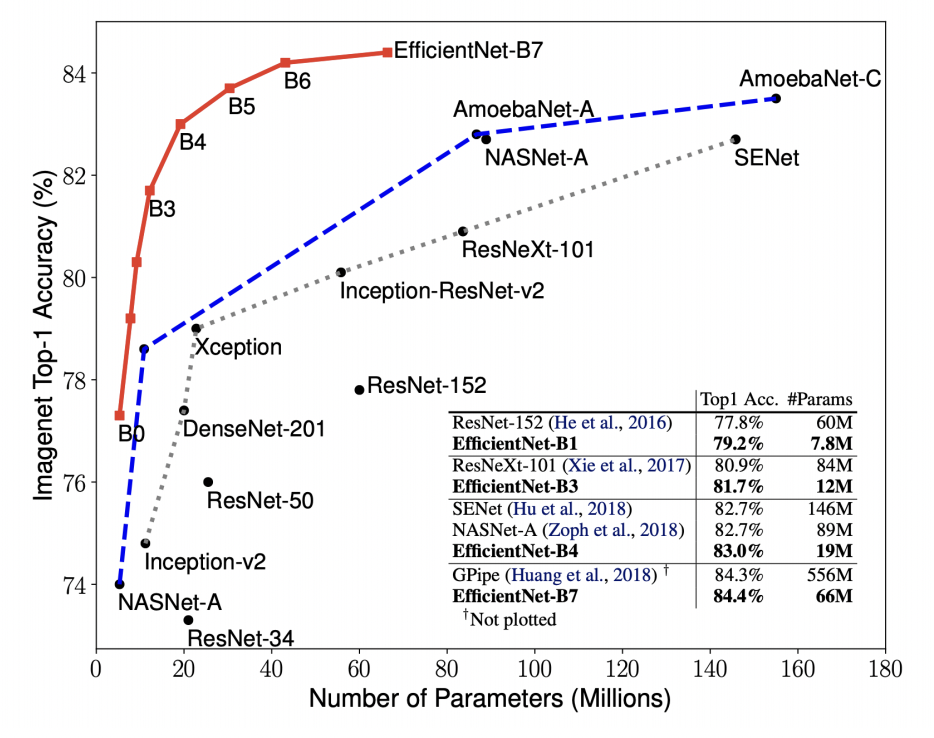 84
82
80
78
76
74
Imagenet Top-1 Accuracy (%)
EfficientNet-B7
B6
B5
AmoebaNet-C
AmoebaNet-A
B4
NASNet-A
SENet
B3
ResNeXt-101
Inception-ResNet-v2
Xception
ResNet-152
B0
DenseNet-201
ResNet-50
Inception-v2
NASNet-A
ResNet-34
Top1 Acc. #Params
ResNet-152 (He et al., 2016) 77.8% 60M
EfficientNet-B1 79.2% 7.8M
ResNeXt-101 (Xie et al., 2017) 80.9% 84M
EfficientNet-B3 81.7% 12M
SENet (Hu et al., 2018) 82.7% 146M
NASNet-A (Zoph et al., 2018) 82.7% 89M
EfficientNet-B4 83.0% 19M
GPipe (Huang et al., 2018) † 84.3% 556M
EfficientNet-B7 84.4% 66M
†Not plotted
0 20 40 60 80 100 120 140 160 180
Number of Parameters (Millions)